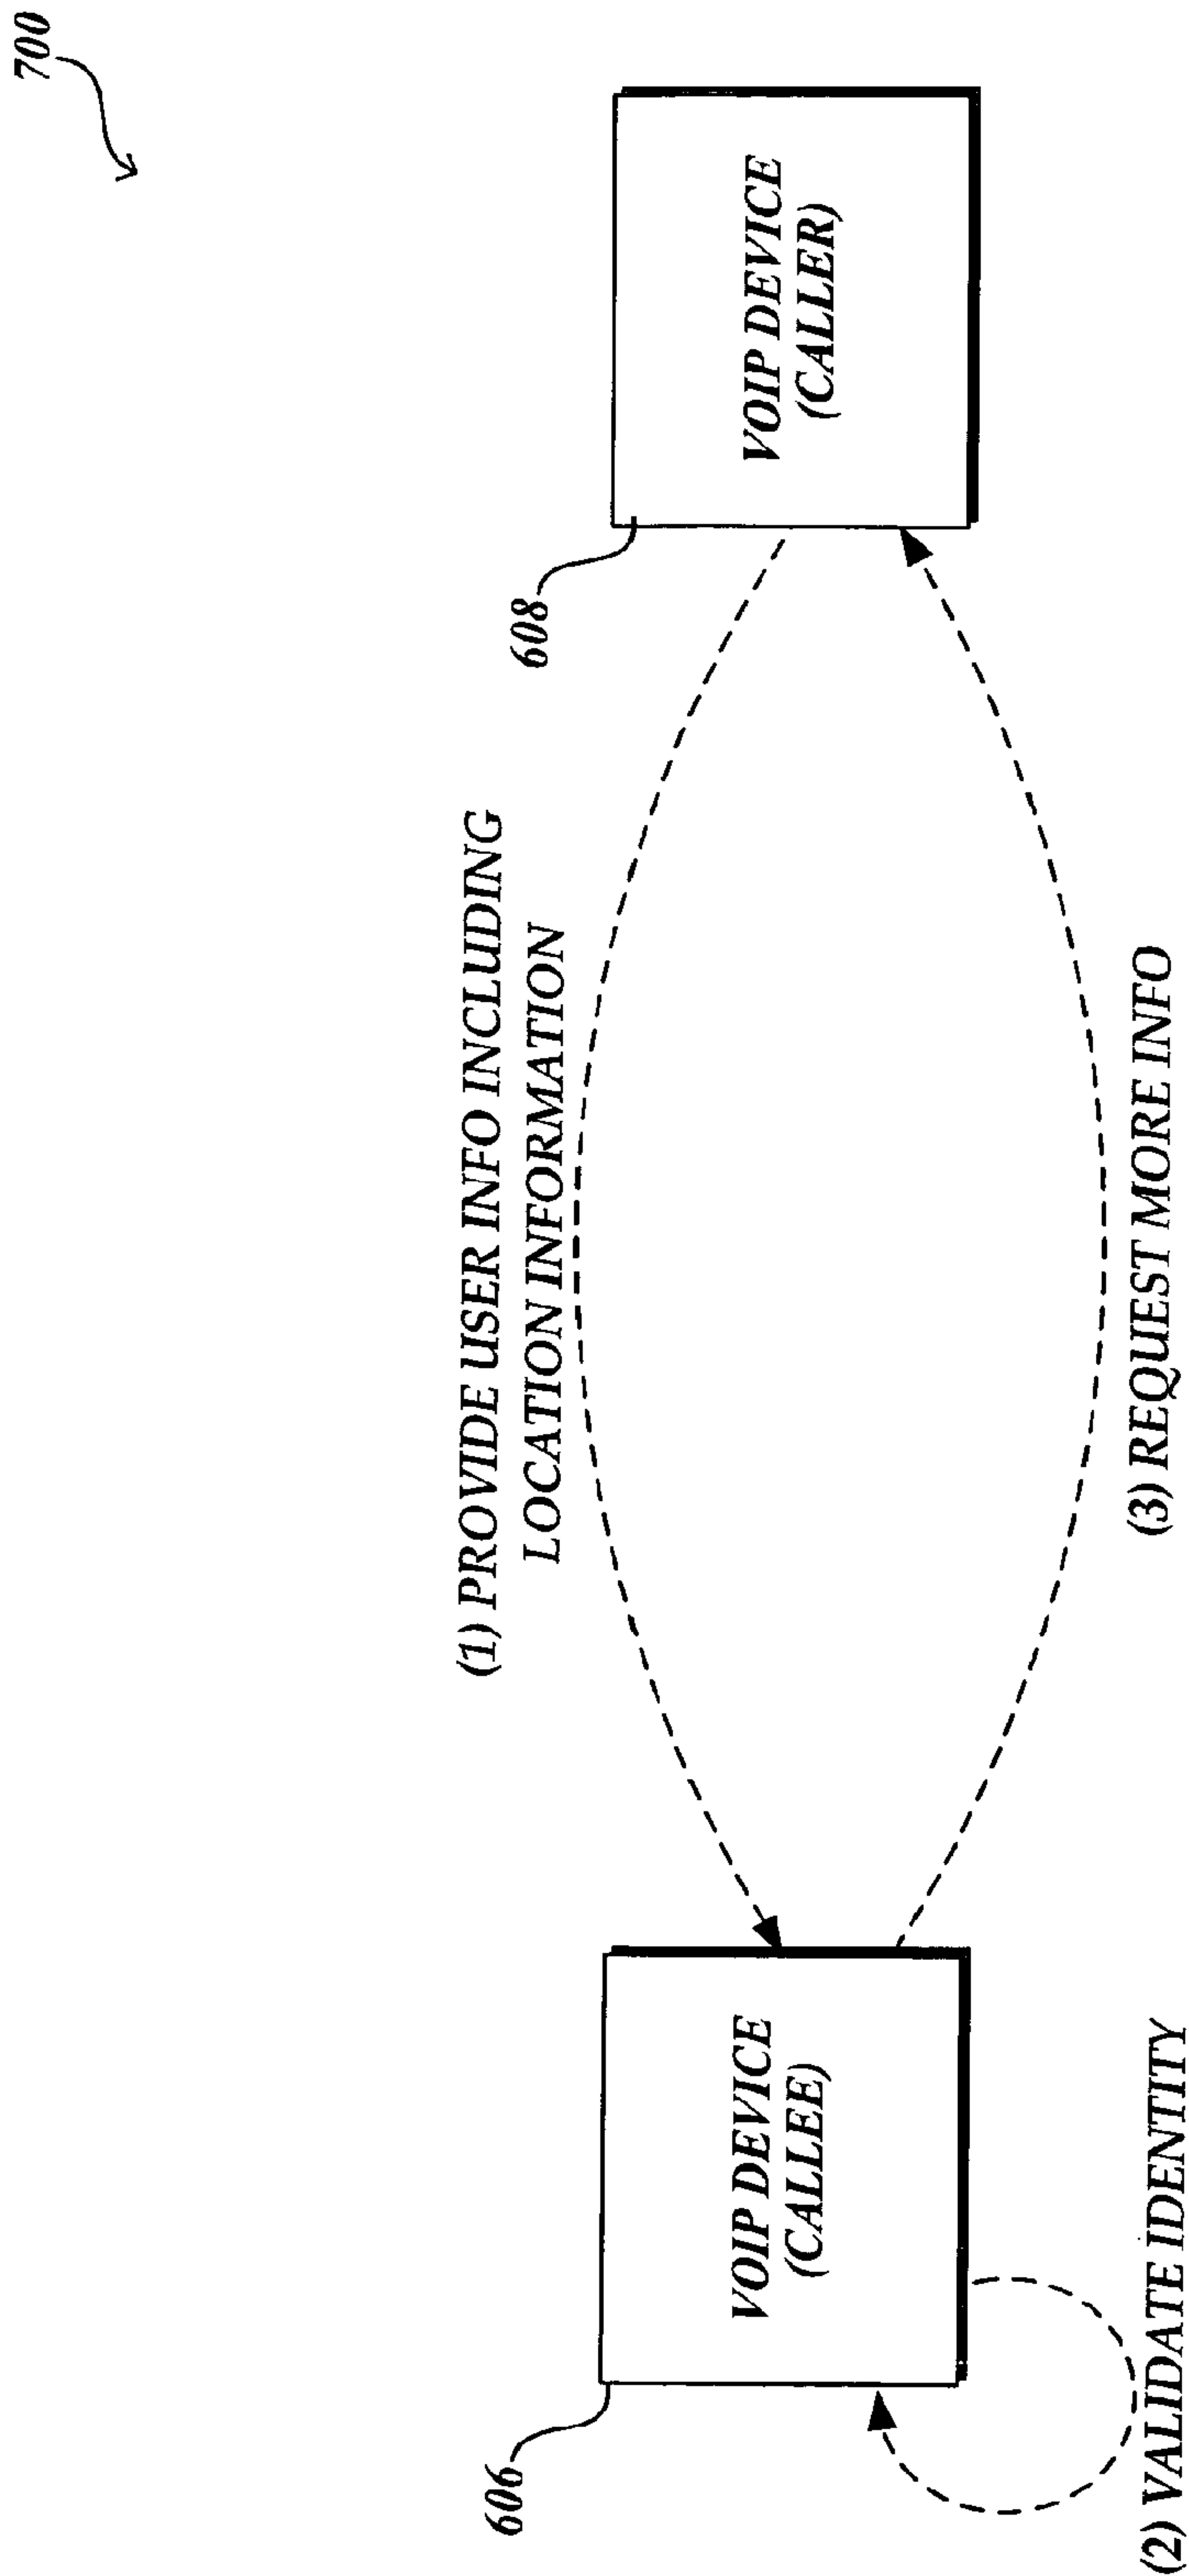 700
(1) PROVIDE USER INFO INCLUDING
LOCATION INFORMATION
606
608
VOIP DEVICE
(CALLEE)
VOIP DEVICE
(CALLER)
(2) VALIDATE IDENTITY
(3) REQUEST MORE INFO